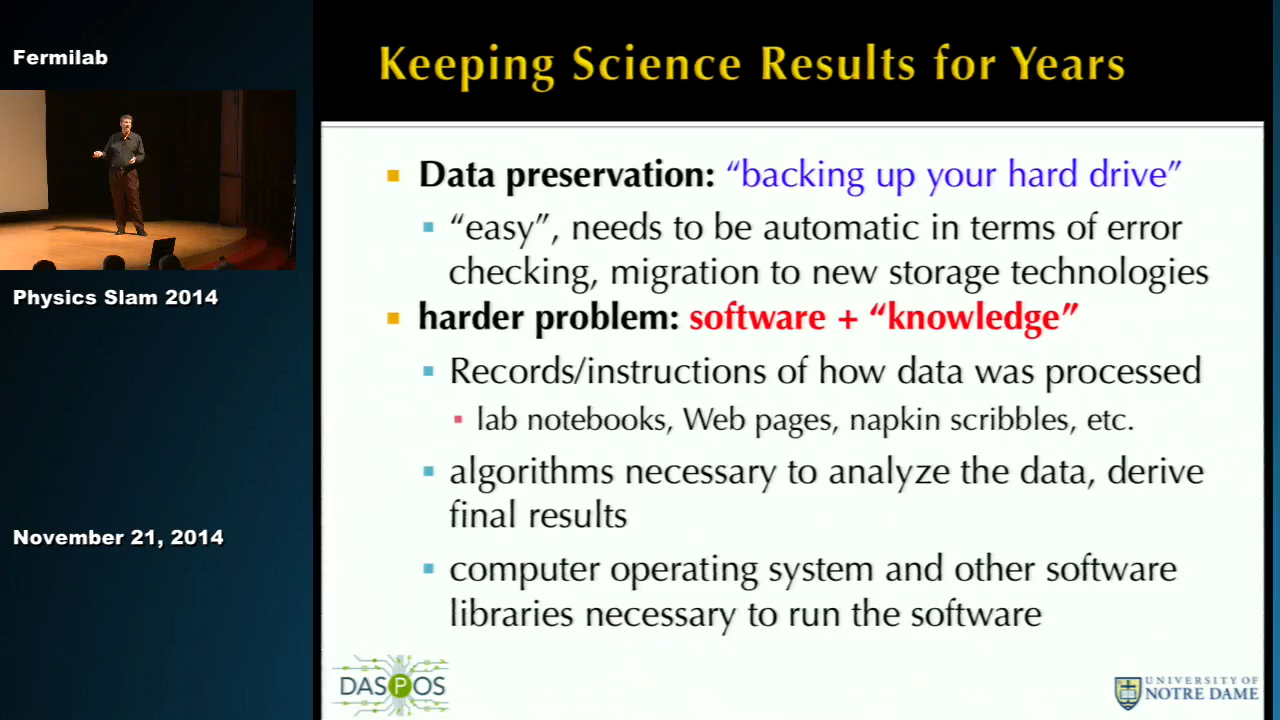 Fermilab
Physics Slam 2014
November 21, 2014
Keeping Science Results for Years
Data preservation: “backing up your hard drive”
“easy”, needs to be automatic in terms of error
checking, migration to new storage technologies
harder problem: software + “knowledge”
Records/instructions of how data was processed
lab notebooks, Web pages, napkin scribbles, etc.
algorithms necessary to analyze the data, derive
final results
computer operating system and other software
libraries necessary to run the software
DASPOS
UNIVERSITY OF
NOTRE DAME